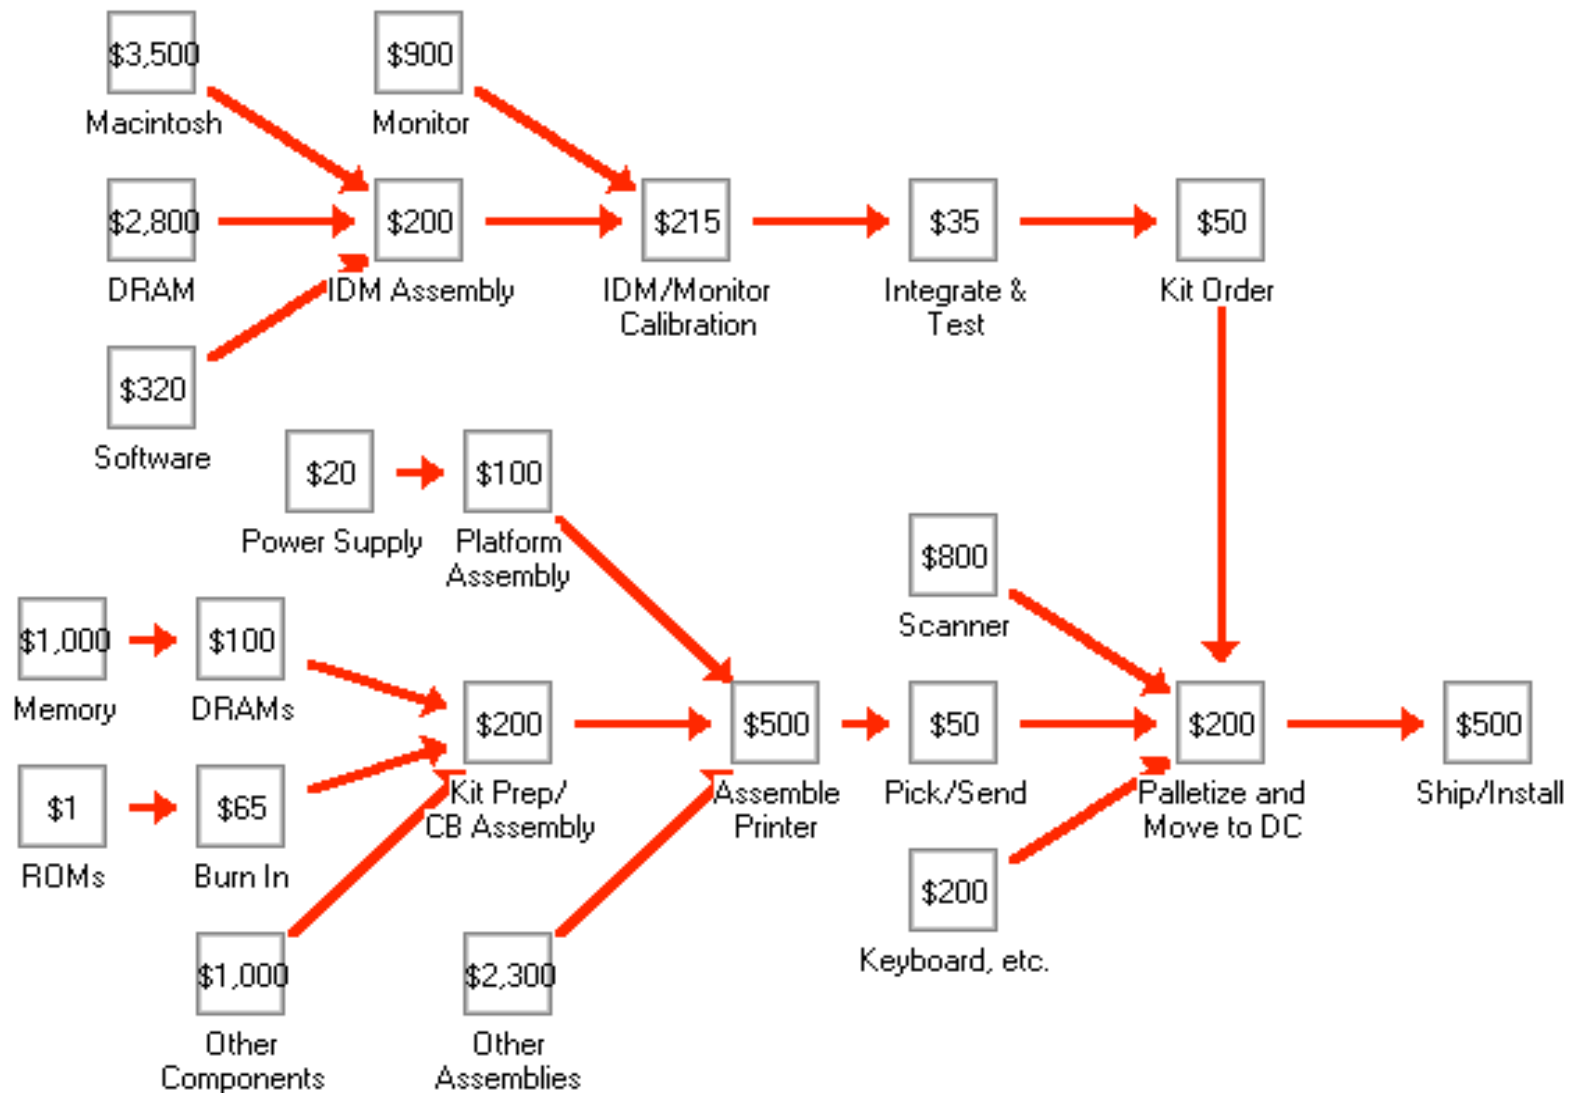 $3,500
$900
Macintosh
Monitor
$2,800
$200
$215
$35
$50
DRAM
IDM Assembly
IDM/Monitor
Calibration
Integrate &
Test
Kit Order
$320
Software
$20
$100
Power Supply
Platform
Assembly
$800
Scanner
$1,000
$100
Memory
DRAMs
$200
$500
$50
$200
$500
Kit Prep/
CB Assembly
Assemble
Printer
Pick/Send
Palletize and
Move to DC
Ship/Install
$1
$65
ROMs
Burn In
$200
Keyboard, etc.
$1,000
$2,300
Other
Components
Other
Assemblies